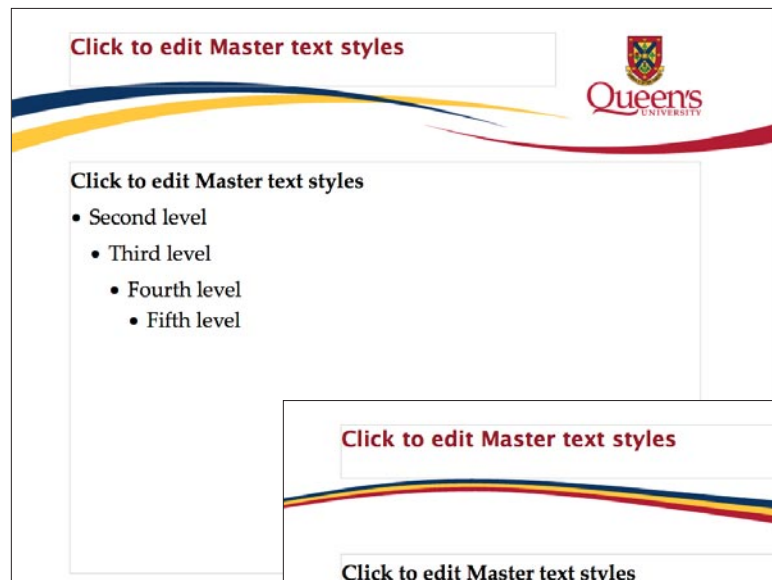 Click to edit Master text styles
Queen's
UNIVERSITY
Click to edit Master text styles
• Second level
• Third level
• Fourth level
• Fifth level
Click to edit Master text styles
Click to edit Master text styles